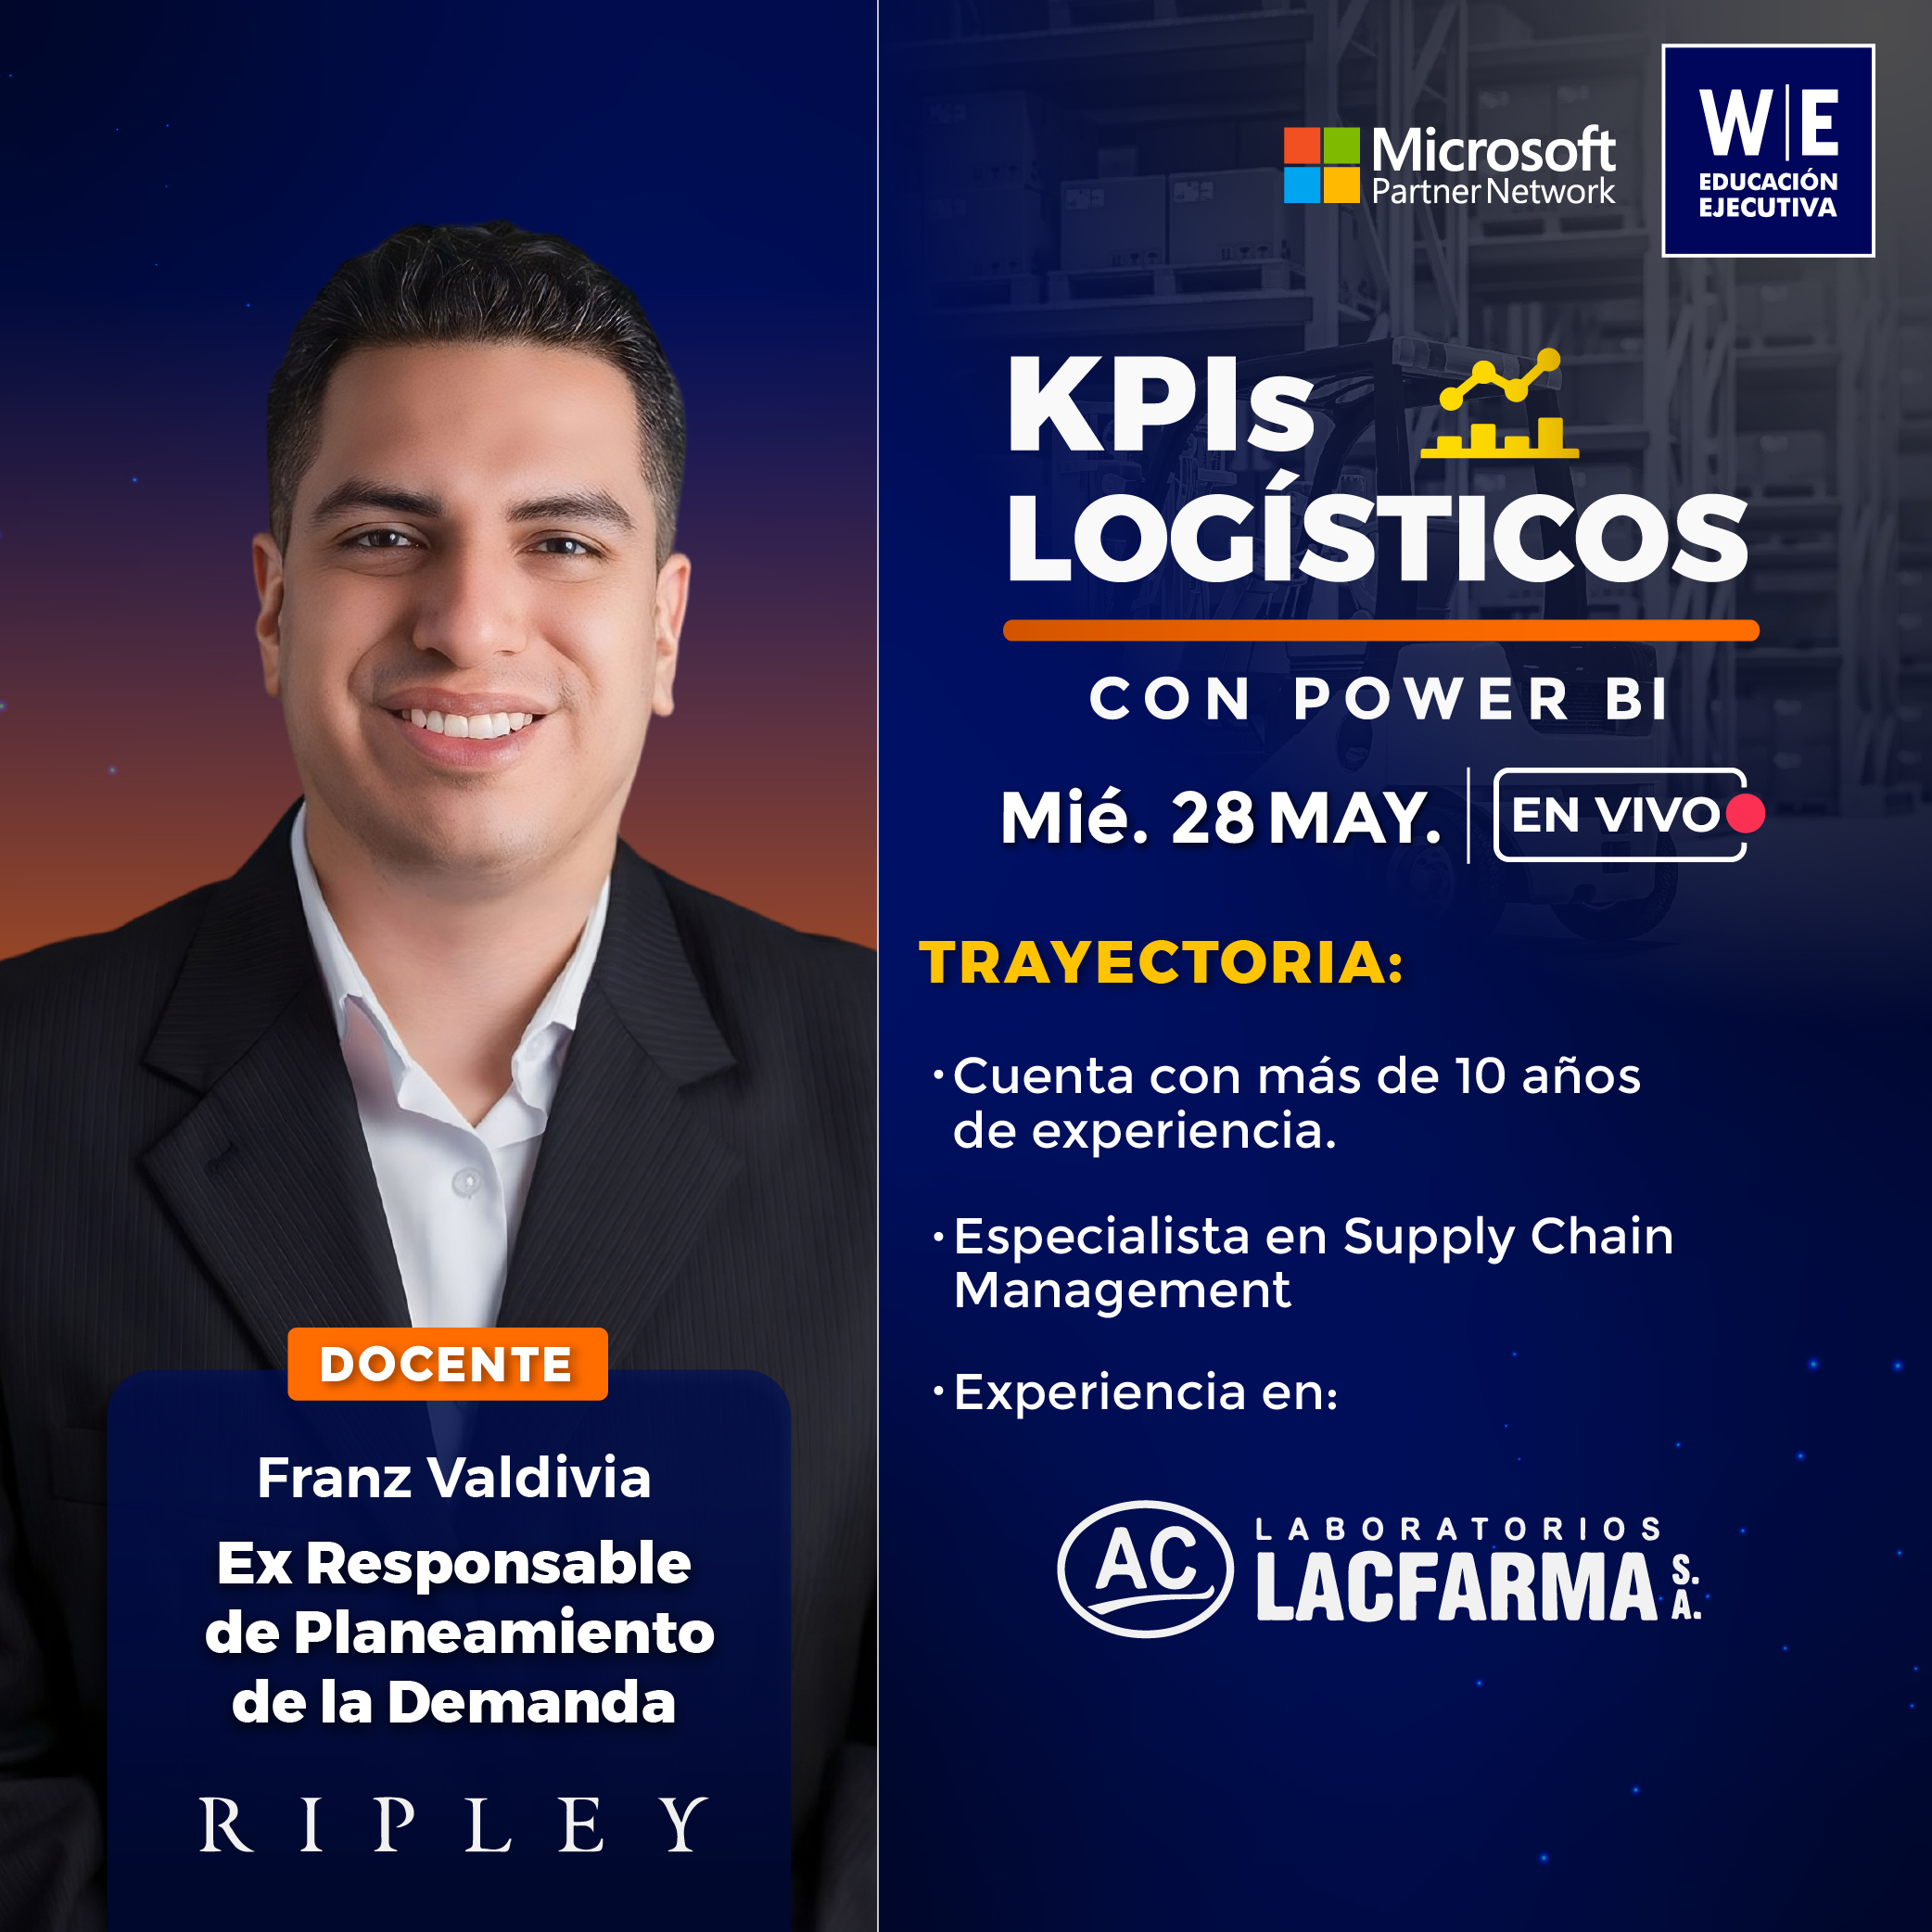 Microsoft
Partner Network
W|E
EDUCACIÓN
EJECUTIVA
KPIs
LOGÍSTICOS
CON POWER BI
Mié. 28 MAY.
EN VIVO
TRAYECTORIA:
· Cuenta con más de 10 años
de experiencia.
· Especialista en Supply Chain
Management
· Experiencia en:
AC
LABORATORIOS
LACFARMA S.A.
DOCENTE
Franz Valdivia
Ex Responsable
de Planeamiento
de la Demanda
RIPLEY